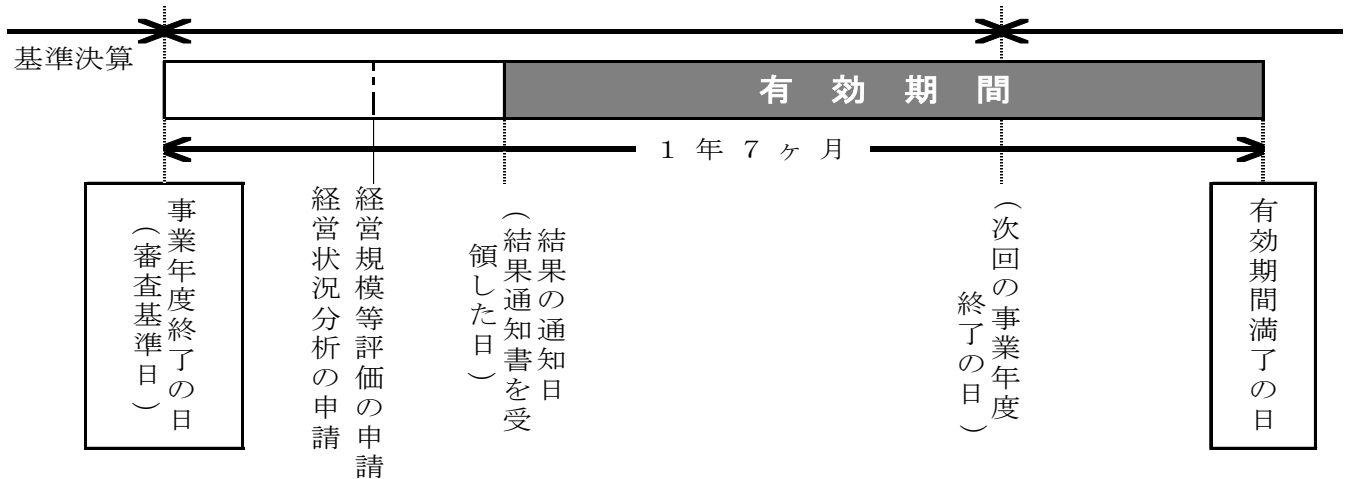 基準決算
有効期間
１年７ヶ月
事業年度終了の日
（審査基準日）
経営規模等評価の申請
経営状況分析の申請
結果の通知日
（結果通知書を受
領した日）
（次回の事業年度
終了の日）
有効期間満了の日